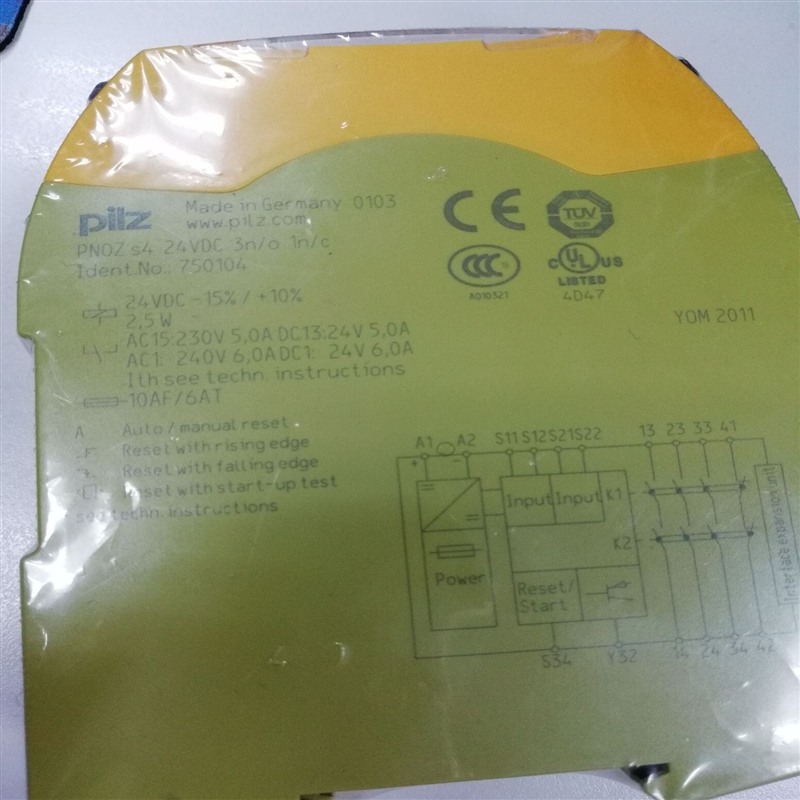 pilz
Made in Germany 0103
www.pilz.com
PNOZ s4 24VDC 3n/o 1n/c
Ident.No.: 750104
CE
TÜV
CCC
A010321
c UL US
LISTED
4D47
24VDC -15% / +10%
2,5 W
AC15:230V 5,0A DC13:24V 5,0A
AC1: 240V 6,0A DC1: 24V 6,0A
Ith see techn. instructions
10AF/6AT
YOM 2011
A Auto / manual reset
Reset with rising edge
Reset with falling edge
Reset with start-up test
see techn. instructions
A1 A2 S11 S12 S21 S22 13 23 33 41
+ -
Input Input K1
K2
Power
Reset/
Start
Interface expansion unit
S34 Y32 14 24 34 42